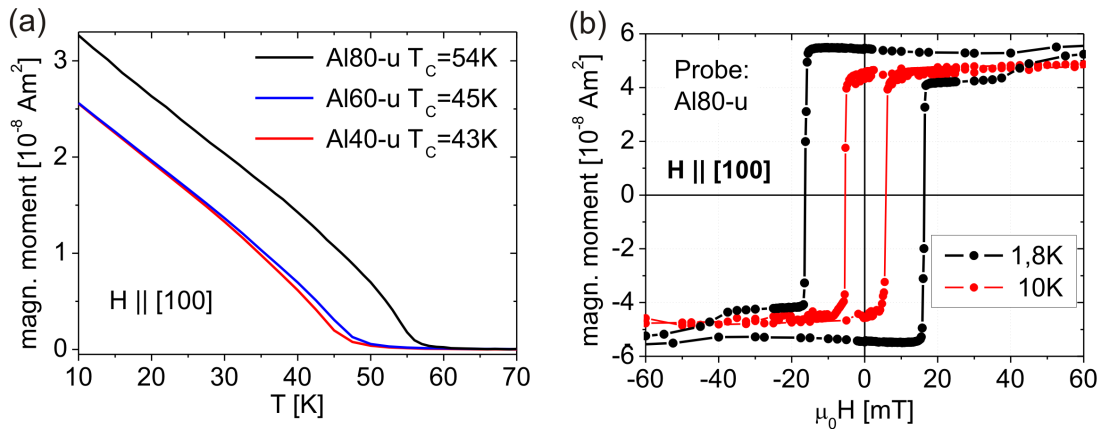 (a)
magn. moment [10⁻⁸ Am²]
3
2
1
0
Al80-u T_C=54K
Al60-u T_C=45K
Al40-u T_C=43K
H || [100]
10 20 30 40 50 60 70
T [K]
(b)
magn. moment [10⁻⁸ Am²]
6
4
2
0
-2
-4
-6
Probe:
Al80-u
H || [100]
1,8K
10K
-60 -40 -20 0 20 40 60
μ₀H [mT]